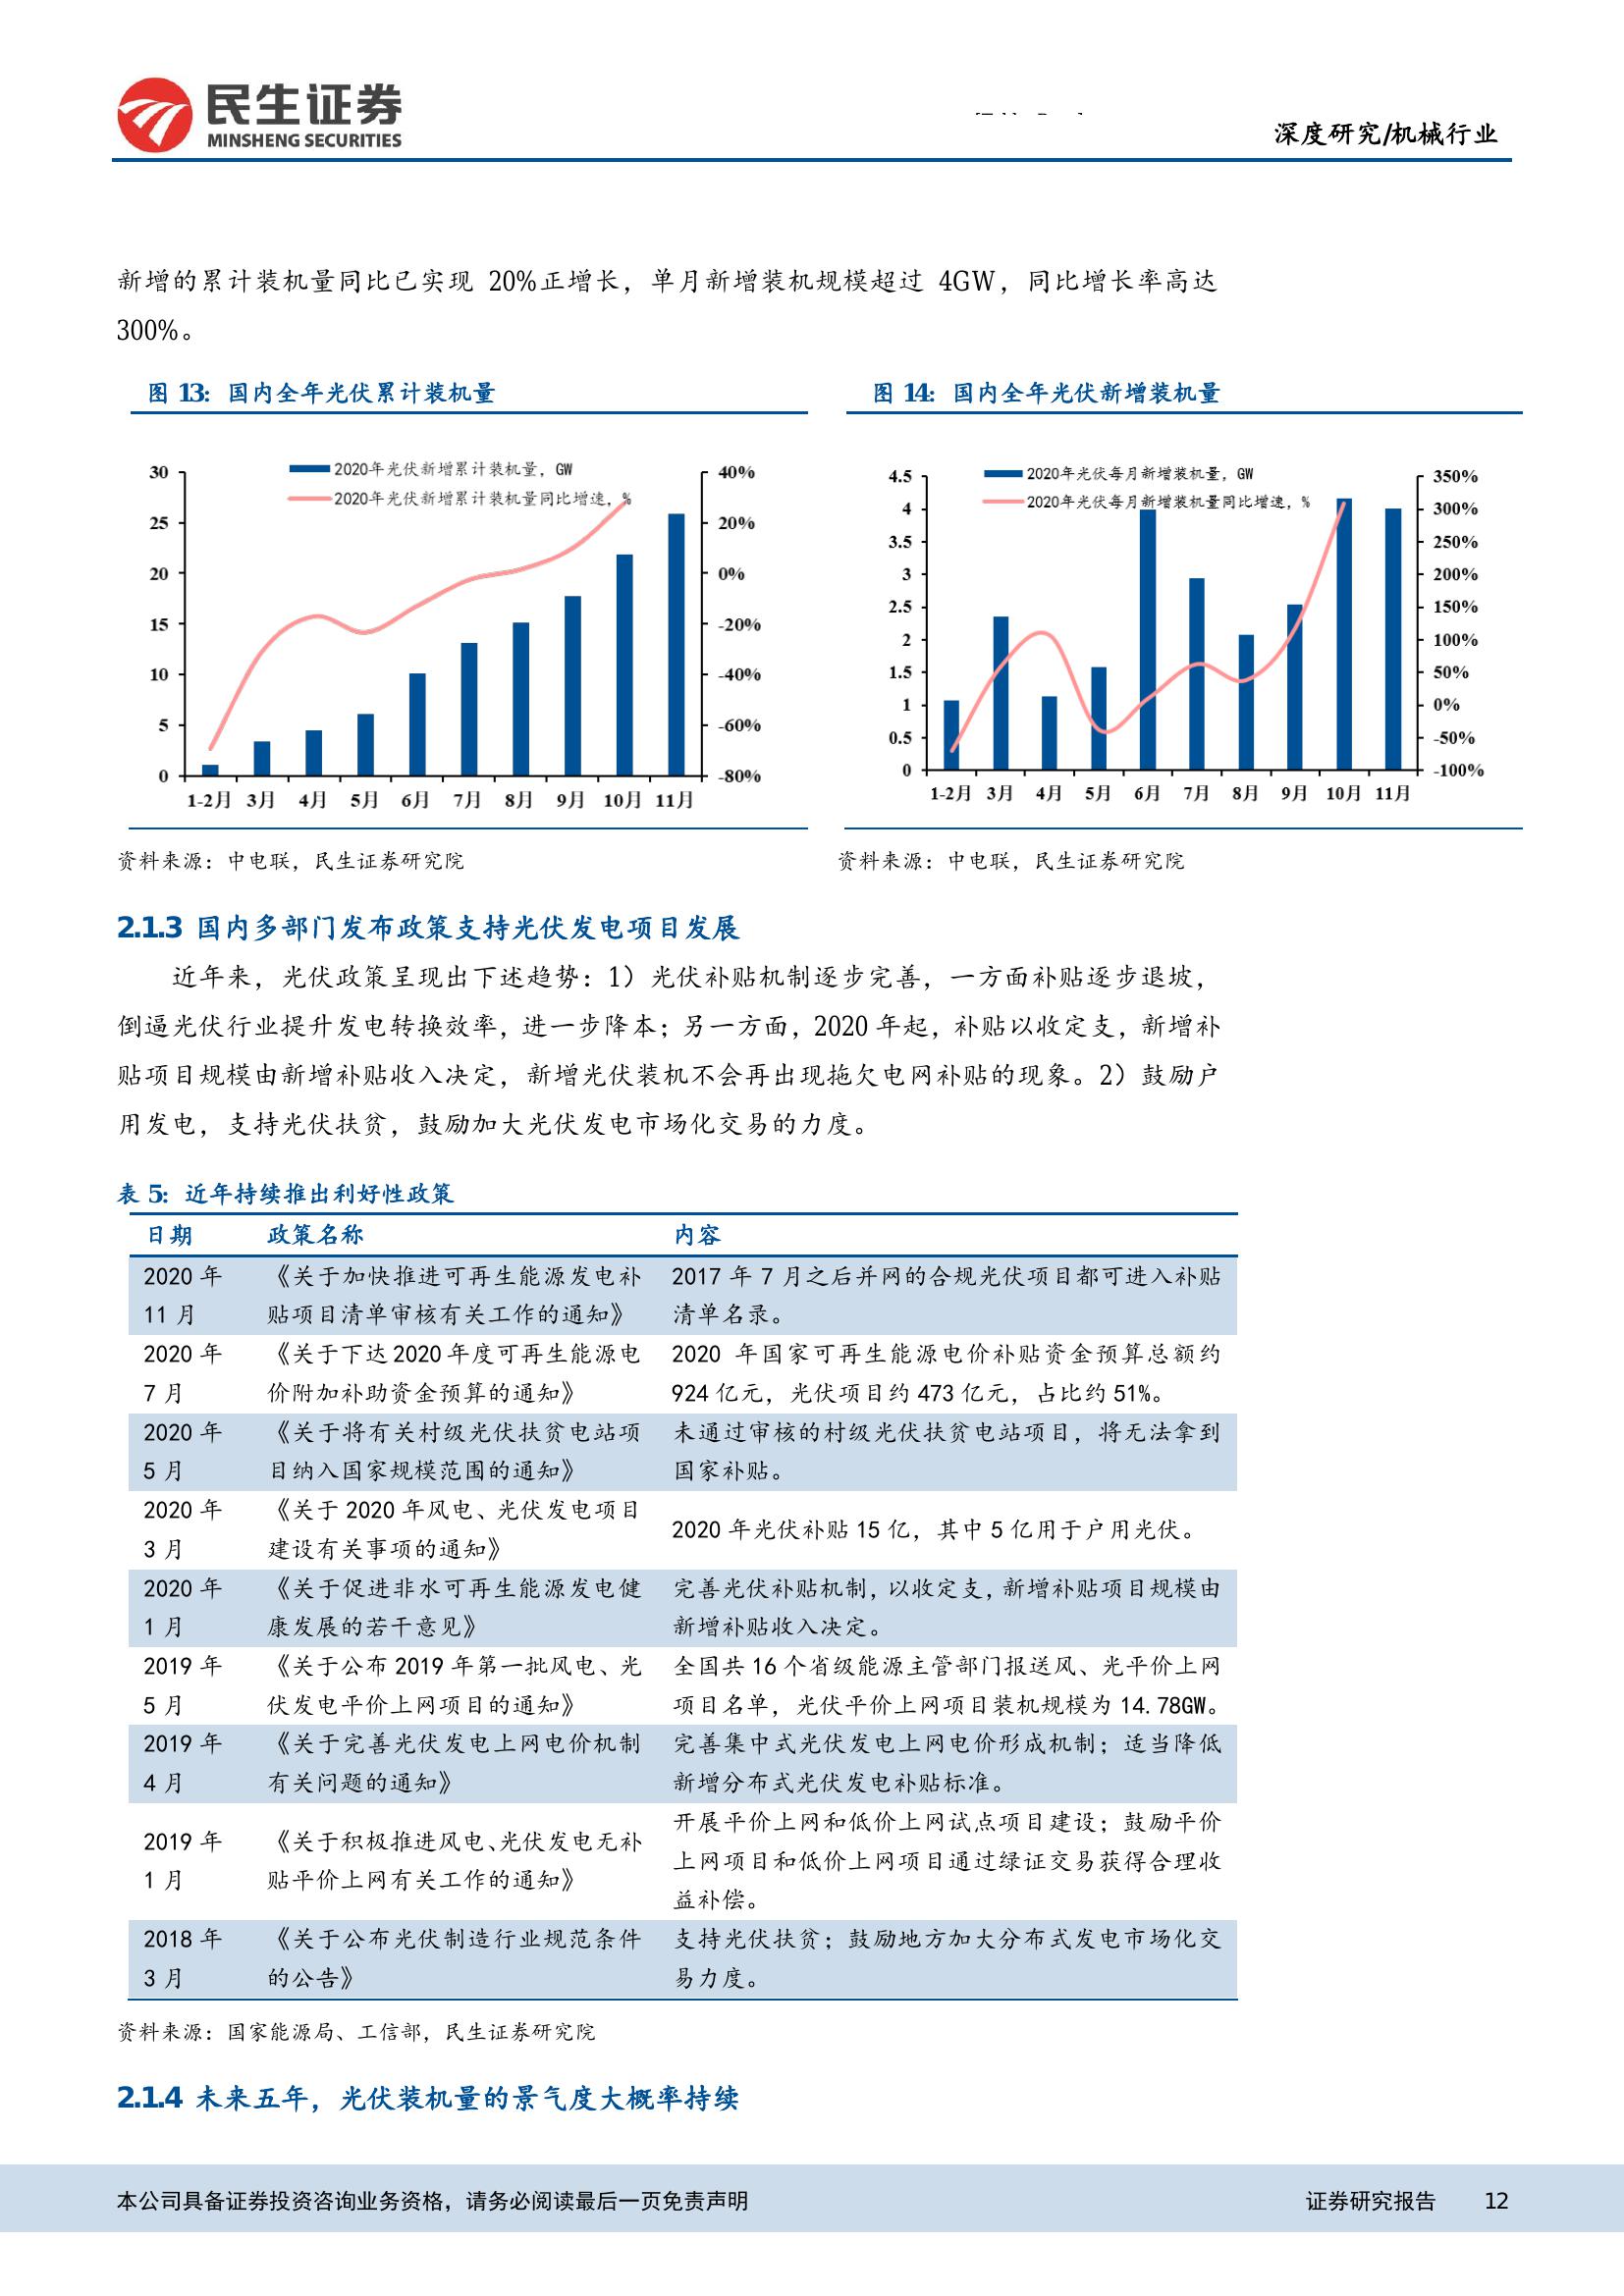 民生证券
MINSHENG SECURITIES
深度研究/机械行业
新增的累计装机量同比已实现 20%正增长，单月新增装机规模超过 4GW，同比增长率高达
300%。
图 13: 国内全年光伏累计装机量
2020年光伏新增累计装机量，GW
2020年光伏新增累计装机量同比增速，%
30
25
20
15
10
5
0
40%
20%
0%
-20%
-40%
-60%
-80%
1-2月 3月 4月 5月 6月 7月 8月 9月 10月 11月
资料来源：中电联，民生证券研究院
图 14: 国内全年光伏新增装机量
2020年光伏每月新增装机量，GW
2020年光伏每月新增装机量同比增速，%
4.5
4
3.5
3
2.5
2
1.5
1
0.5
0
350%
300%
250%
200%
150%
100%
50%
0%
-50%
-100%
1-2月 3月 4月 5月 6月 7月 8月 9月 10月 11月
资料来源：中电联，民生证券研究院
2.1.3 国内多部门发布政策支持光伏发电项目发展
近年来，光伏政策呈现出下述趋势：1）光伏补贴机制逐步完善，一方面补贴逐步退坡，
倒逼光伏行业提升发电转换效率，进一步降本；另一方面，2020 年起，补贴以收定支，新增补
贴项目规模由新增补贴收入决定，新增光伏装机不会再出现拖欠电网补贴的现象。2）鼓励户
用发电，支持光伏扶贫，鼓励加大光伏发电市场化交易的力度。
表 5: 近年持续推出利好性政策
日期 政策名称 内容
2020 年
11 月
《关于加快推进可再生能源发电补
贴项目清单审核有关工作的通知》
2017 年 7 月之后并网的合规光伏项目都可进入补贴
清单名录。
2020 年
7 月
《关于下达 2020 年度可再生能源电
价附加补助资金预算的通知》
2020 年国家可再生能源电价补贴资金预算总额约
924 亿元，光伏项目约 473 亿元，占比约 51%。
2020 年
5 月
《关于将有关村级光伏扶贫电站项
目纳入国家规模范围的通知》
未通过审核的村级光伏扶贫电站项目，将无法拿到
国家补贴。
2020 年
3 月
《关于 2020 年风电、光伏发电项目
建设有关事项的通知》
2020 年光伏补贴 15 亿，其中 5 亿用于户用光伏。
2020 年
1 月
《关于促进非水可再生能源发电健
康发展的若干意见》
完善光伏补贴机制，以收定支，新增补贴项目规模由
新增补贴收入决定。
2019 年
5 月
《关于公布 2019 年第一批风电、光
伏发电平价上网项目的通知》
全国共 16 个省级能源主管部门报送风、光平价上网
项目名单，光伏平价上网项目装机规模为 14.78GW。
2019 年
4 月
《关于完善光伏发电上网电价机制
有关问题的通知》
完善集中式光伏发电上网电价形成机制；适当降低
新增分布式光伏发电补贴标准。
2019 年
1 月
《关于积极推进风电、光伏发电无补
贴平价上网有关工作的通知》
开展平价上网和低价上网试点项目建设；鼓励平价
上网项目和低价上网项目通过绿证交易获得合理收
益补偿。
2018 年
3 月
《关于公布光伏制造行业规范条件
的公告》
支持光伏扶贫；鼓励地方加大分布式发电市场化交
易力度。
资料来源：国家能源局、工信部，民生证券研究院
2.1.4 未来五年，光伏装机量的景气度大概率持续
本公司具备证券投资咨询业务资格，请务必阅读最后一页免责声明
证券研究报告 12